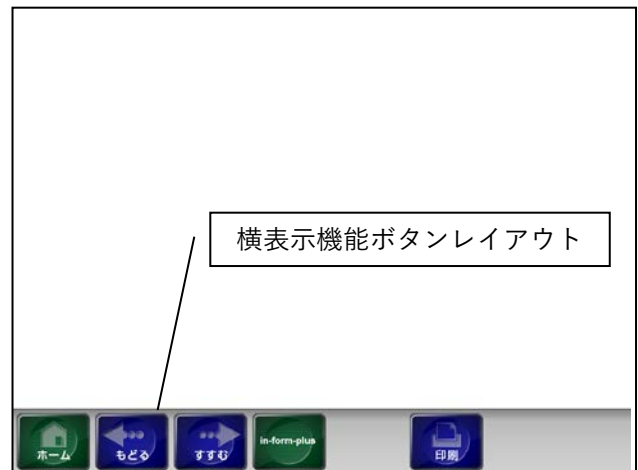 横表示機能ボタンレイアウト
ホーム
もどる
すすむ
in-form-plus
印刷